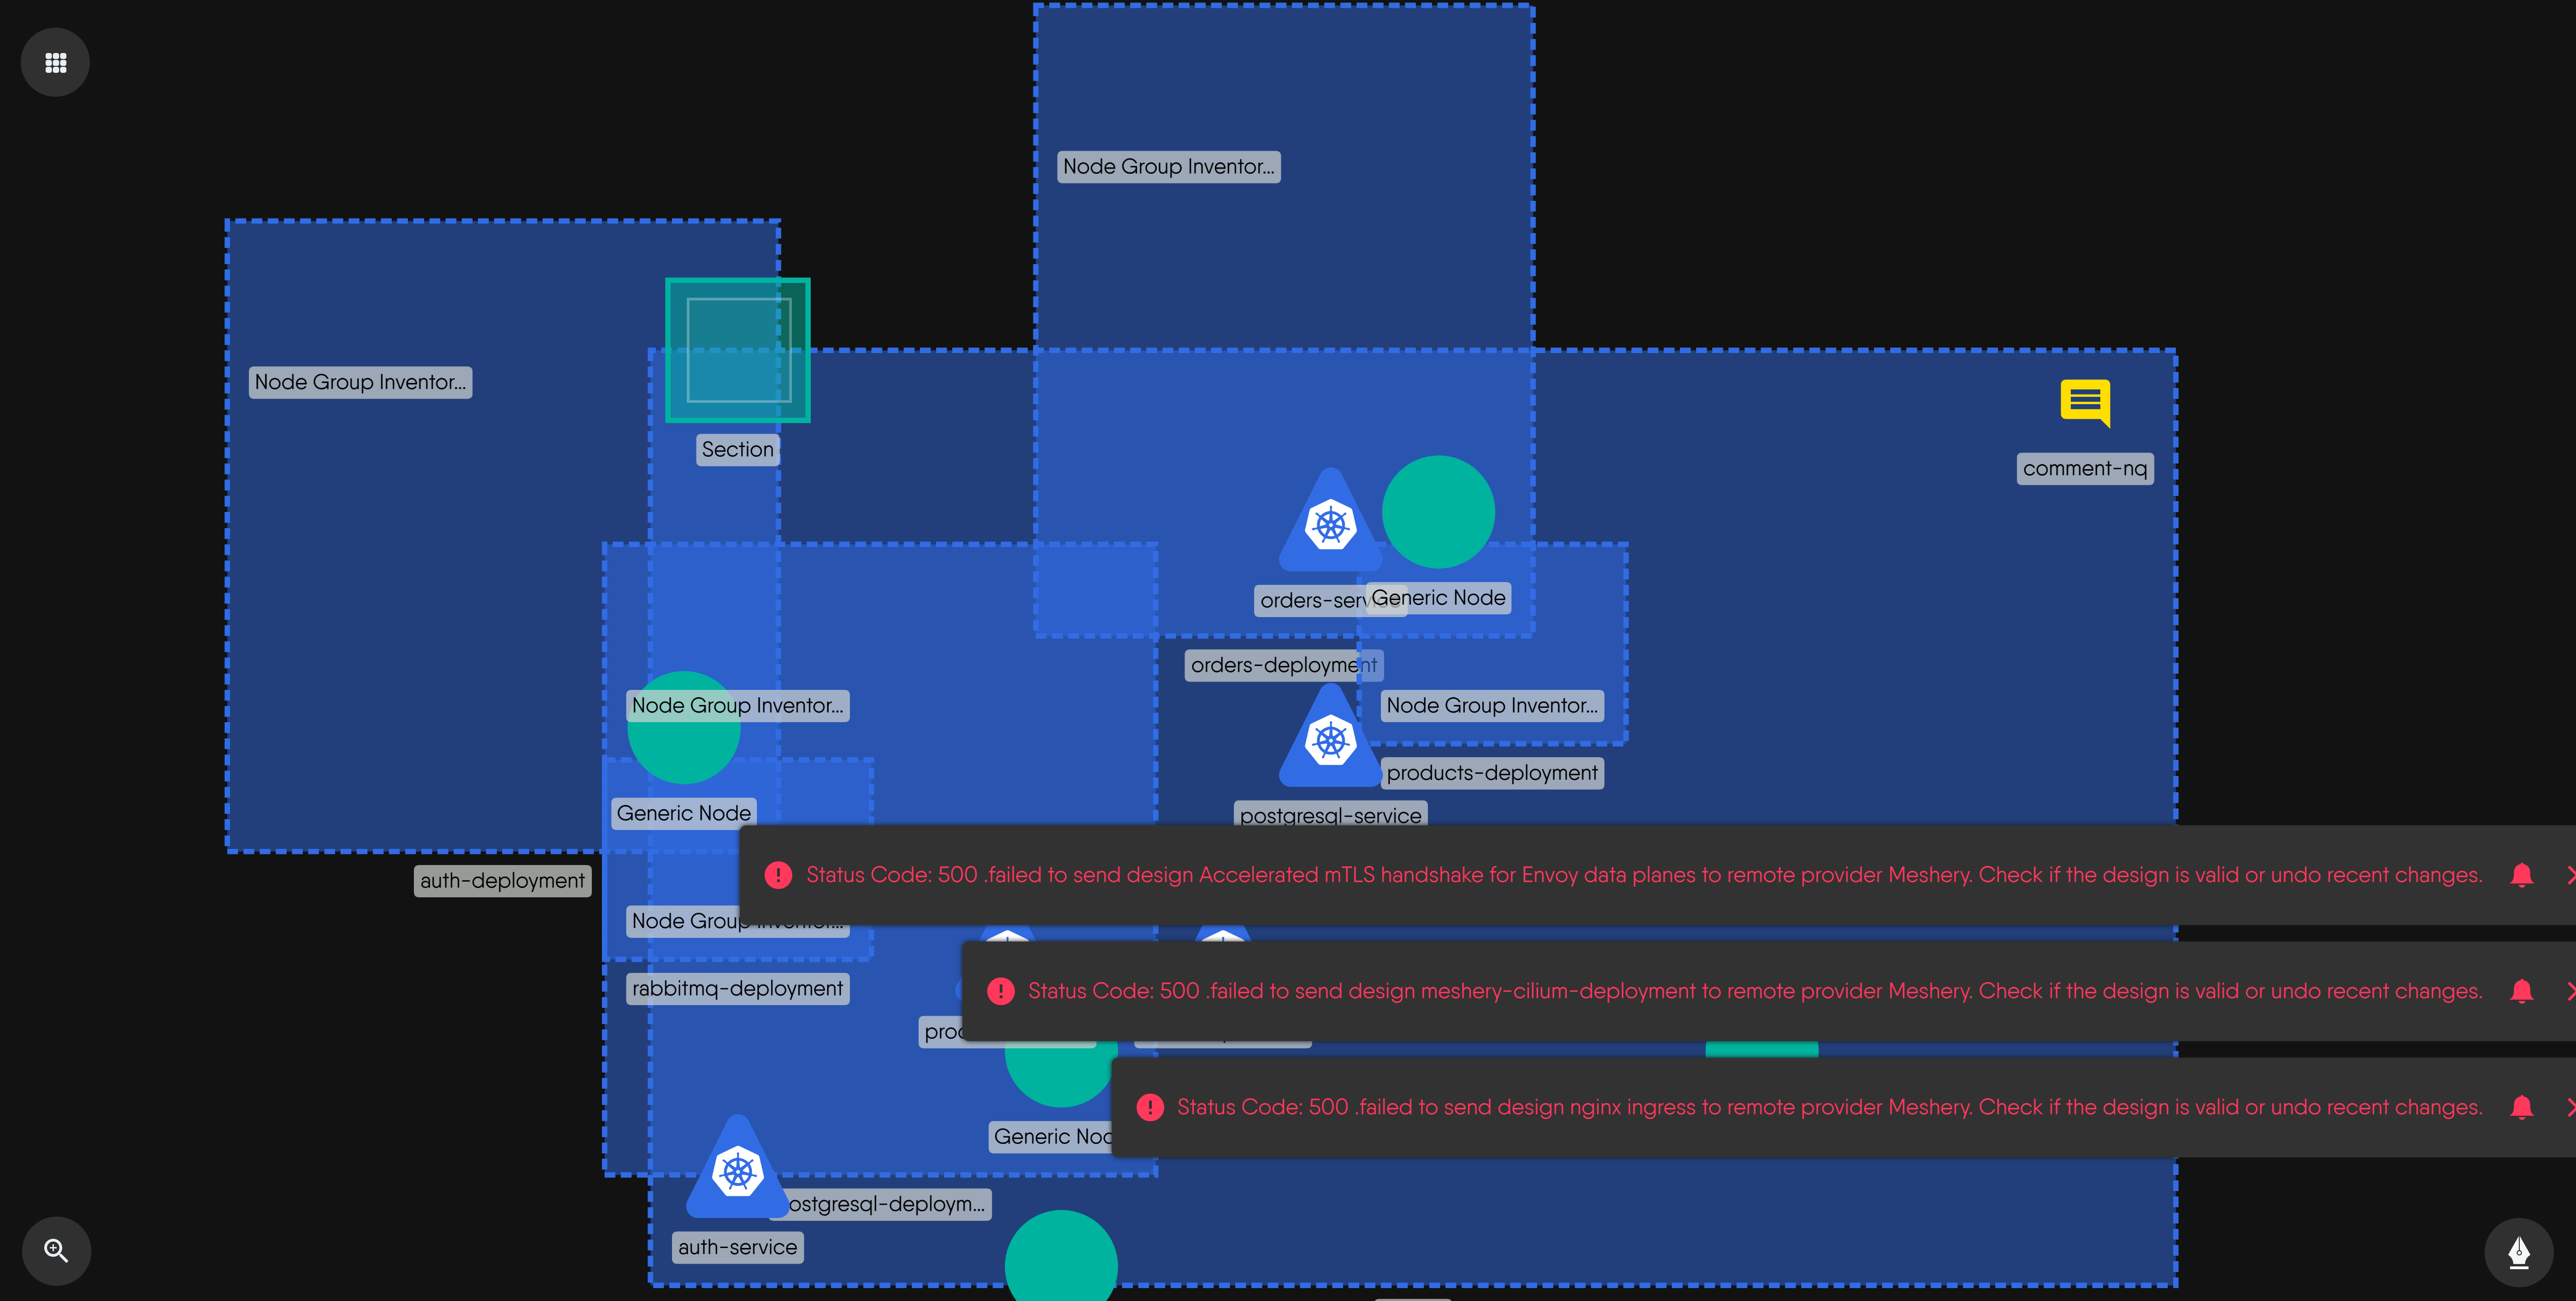 Node Group Inventor...
Node Group Inventor...
Section
comment-nq
orders-service
Generic Node
orders-deployment
Node Group Inventor...
Node Group Inventor...
products-deployment
Generic Node
postgresql-service
auth-deployment
Status Code: 500 .failed to send design Accelerated mTLS handshake for Envoy data planes to remote provider Meshery. Check if the design is valid or undo recent changes.
Node Group Inventor...
rabbitmq-deployment
Status Code: 500 .failed to send design meshery-cilium-deployment to remote provider Meshery. Check if the design is valid or undo recent changes.
Status Code: 500 .failed to send design nginx ingress to remote provider Meshery. Check if the design is valid or undo recent changes.
Generic Noc
ostgresql-deploym...
auth-service